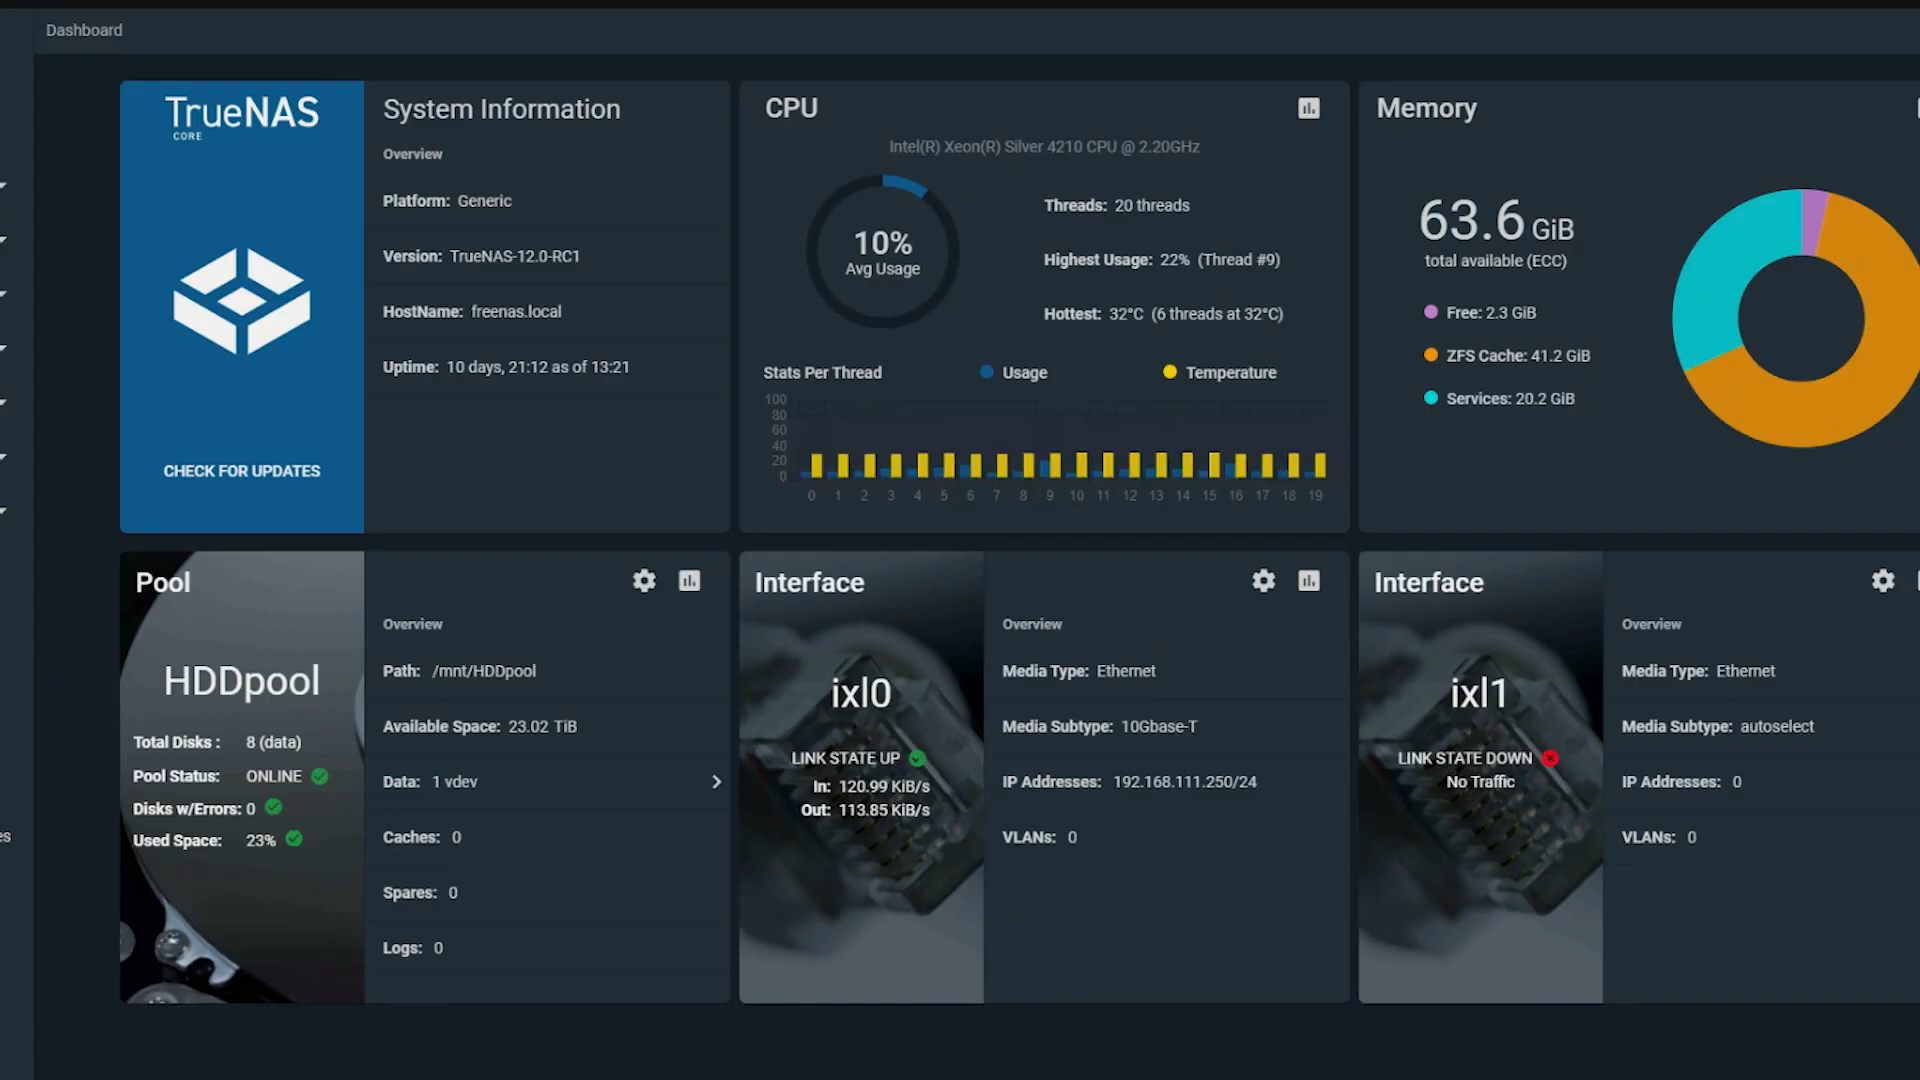 Dashboard
TrueNAS
CORE
CHECK FOR UPDATES
System Information
Overview
Platform: Generic
Version: TrueNAS-12.0-RC1
HostName: freenas.local
Uptime: 10 days, 21:12 as of 13:21
CPU
Intel(R) Xeon(R) Silver 4210 CPU @ 2.20GHz
10%
Avg Usage
Threads: 20 threads
Highest Usage: 22% (Thread #9)
Hottest: 32°C (6 threads at 32°C)
Stats Per Thread
Usage
Temperature
100
80
60
40
20
0
0 1 2 3 4 5 6 7 8 9 10 11 12 13 14 15 16 17 18 19
Memory
63.6 GiB
total available (ECC)
Free: 2.3 GiB
ZFS Cache: 41.2 GiB
Services: 20.2 GiB
es
Pool
HDDpool
Total Disks : 8 (data)
Pool Status: ONLINE
Disks w/Errors: 0
Used Space: 23%
Overview
Path: /mnt/HDDpool
Available Space: 23.02 TiB
Data: 1 vdev
Caches: 0
Spares: 0
Logs: 0
Interface
ixl0
LINK STATE UP
In: 120.99 KiB/s
Out: 113.85 KiB/s
Overview
Media Type: Ethernet
Media Subtype: 10Gbase-T
IP Addresses: 192.168.111.250/24
VLANs: 0
Interface
ixl1
LINK STATE DOWN
No Traffic
Overview
Media Type: Ethernet
Media Subtype: autoselect
IP Addresses: 0
VLANs: 0